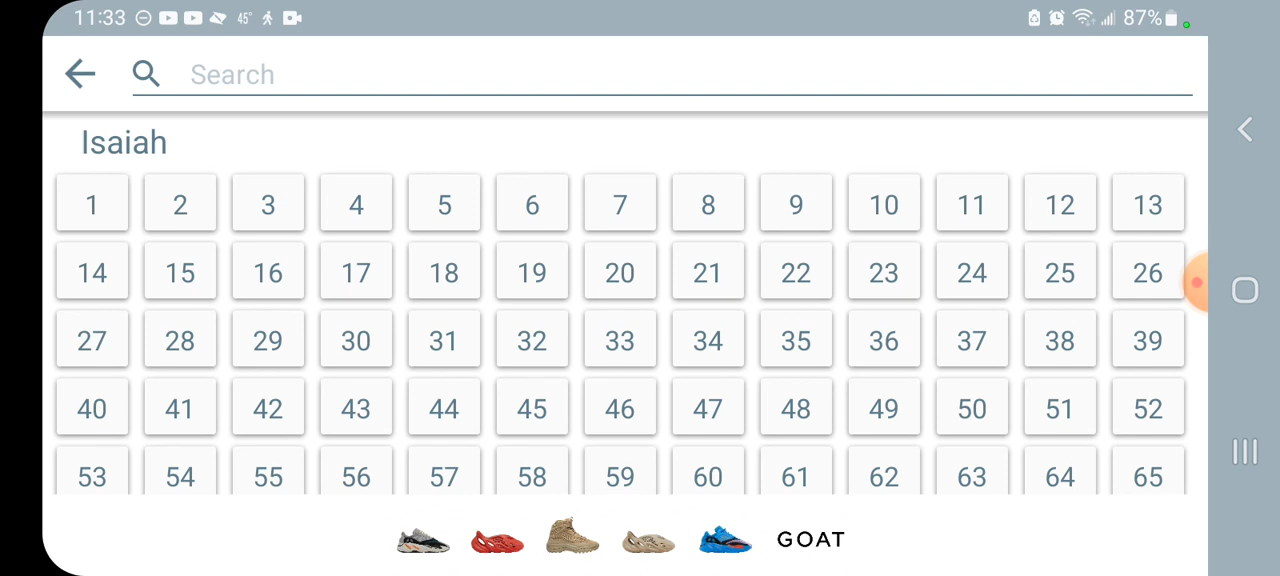 11:33 45° 87%
Search
Isaiah
1 2 3 4 5 6 7 8 9 10 11 12 13
14 15 16 17 18 19 20 21 22 23 24 25 26
27 28 29 30 31 32 33 34 35 36 37 38 39
40 41 42 43 44 45 46 47 48 49 50 51 52
53 54 55 56 57 58 59 60 61 62 63 64 65
GOAT